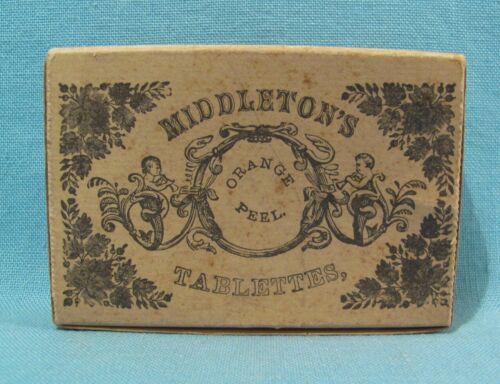 MIDDLETON'S
ORANGE
PEEL.
TABLETTES,